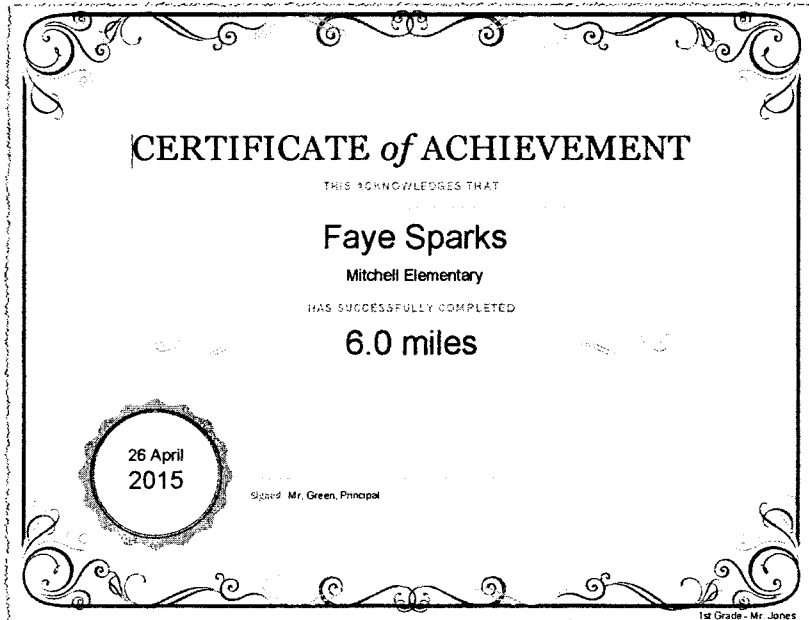 CERTIFICATE of ACHIEVEMENT
THIS ACKNOWLEDGES THAT
Faye Sparks
Mitchell Elementary
HAS SUCCESSFULLY COMPLETED
6.0 miles
26 April
2015
Signed Mr. Green, Principal
1st Grade - Mr. Jones